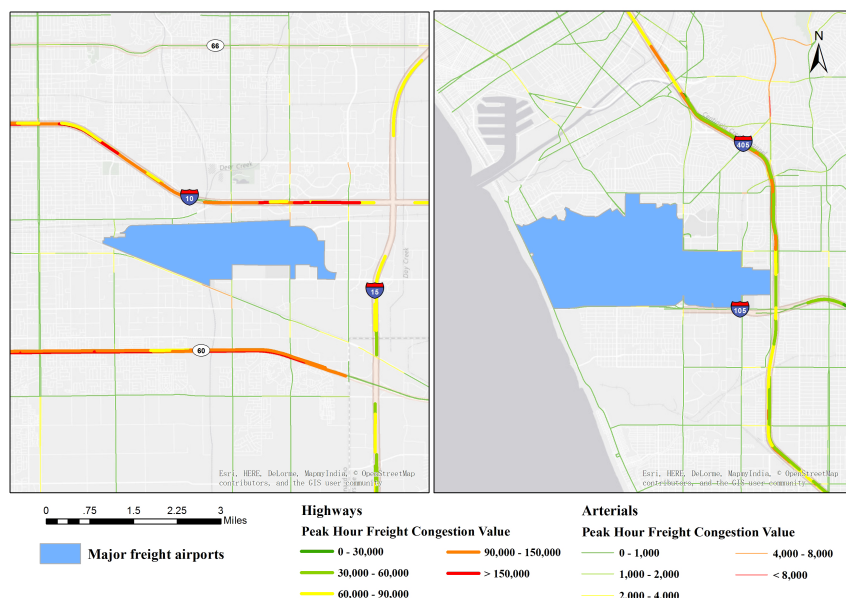 66
N
405
Deer Creek
10
Day Creek
15
105
60
Esri, HERE, DeLorme, MapmyIndia, © OpenStreetMap
contributors, and the GIS user community
Esri, HERE, DeLorme, MapmyIndia, © OpenStreetMap
contributors, and the GIS user community
0 .75 1.5 2.25 3
Miles
Major freight airports
Highways
Peak Hour Freight Congestion Value
0 - 30,000
30,000 - 60,000
60,000 - 90,000
90,000 - 150,000
> 150,000
Arterials
Peak Hour Freight Congestion Value
0 - 1,000
1,000 - 2,000
2,000 - 4,000
4,000 - 8,000
< 8,000